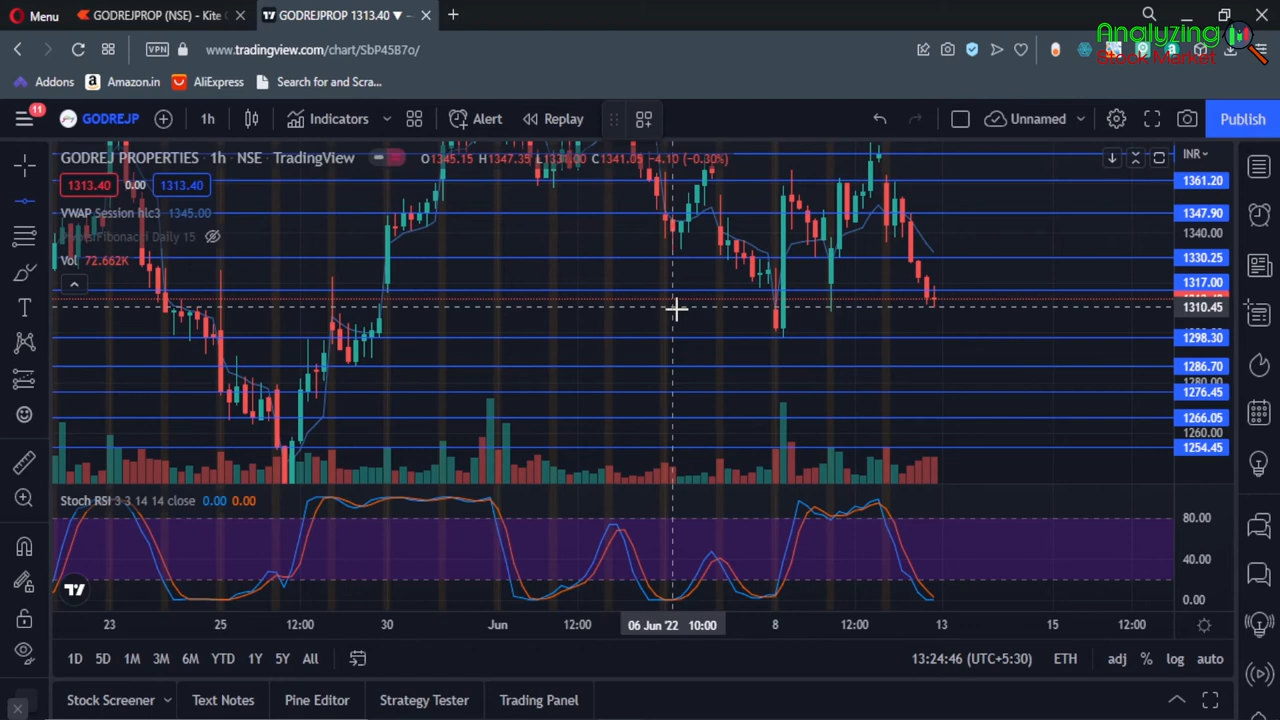 Menu
GODREJPROP (NSE) - Kite
GODREJPROP 1313.40 ▼
VPN
www.tradingview.com/chart/SbP45B7o/
Analyzing
Stock Market
Addons
Amazon.in
AliExpress
Search for and Scra...
11
GODREJP
1h
Indicators
Alert
Replay
Unnamed
Publish
GODREJ PROPERTIES · 1h · NSE · TradingView
O1345.15 H1347.35 L1331.00 C1341.05 -4.10 (-0.30%)
INR
1313.40 0.00 1313.40
VWAP Session hlc3 1345.00
Fibonacci Daily 15
Vol 72.662K
1361.20
1347.90
1340.00
1330.25
1317.00
1310.45
1298.30
1286.70
1280.00
1276.45
1266.05
1260.00
1254.45
Stoch RSI 3 3 14 14 close 0.00 0.00
80.00
40.00
0.00
23 25 12:00 30 Jun 12:00 06 Jun '22 10:00 8 12:00 13 15 12:00
1D 5D 1M 3M 6M YTD 1Y 5Y All
13:24:46 (UTC+5:30) ETH adj % log auto
Stock Screener Text Notes Pine Editor Strategy Tester Trading Panel